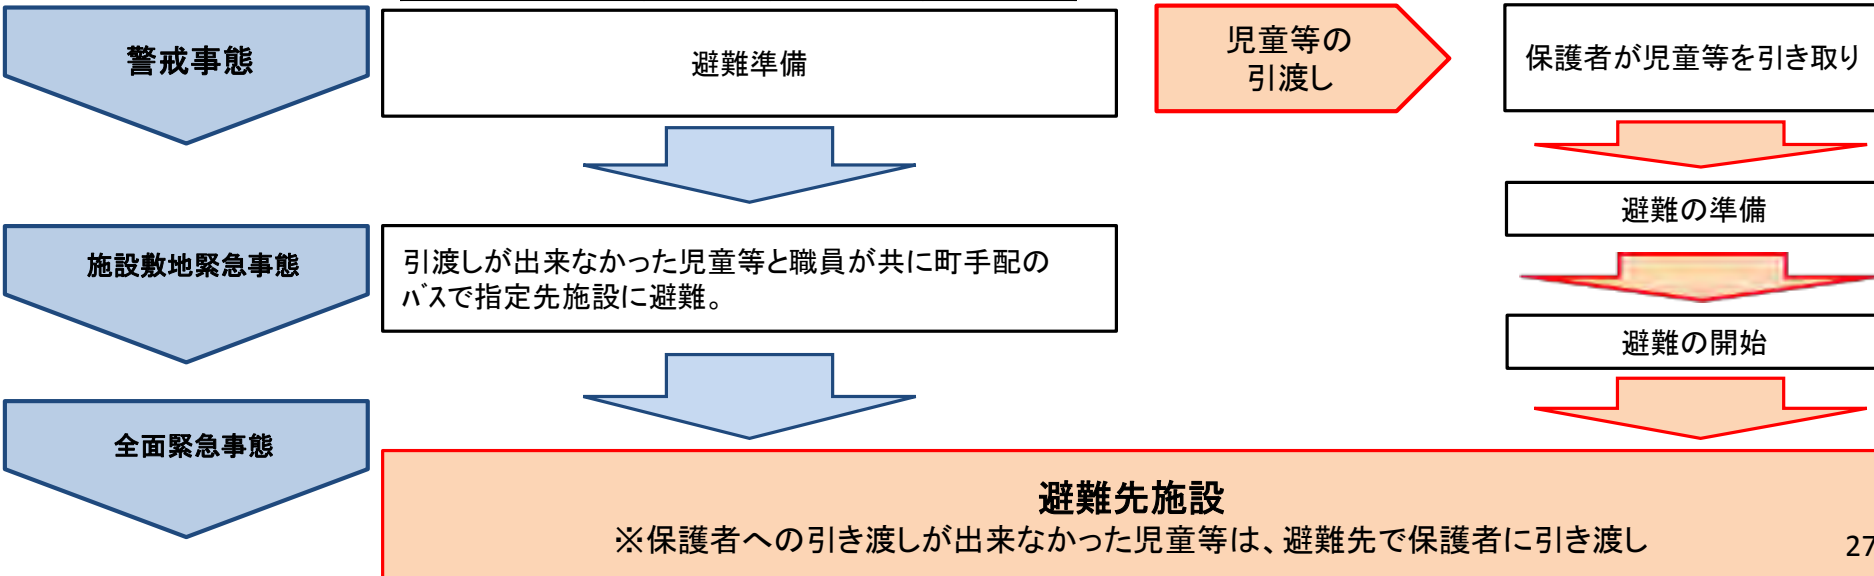 警戒事態
避難準備
児童等の
引渡し
保護者が児童等を引き取り
避難の準備
施設敷地緊急事態
引渡しが出来なかった児童等と職員が共に町手配の
ﾊﾞｽで指定先施設に避難。
避難の開始
全面緊急事態
避難先施設
※保護者への引き渡しが出来なかった児童等は、避難先で保護者に引き渡し
27